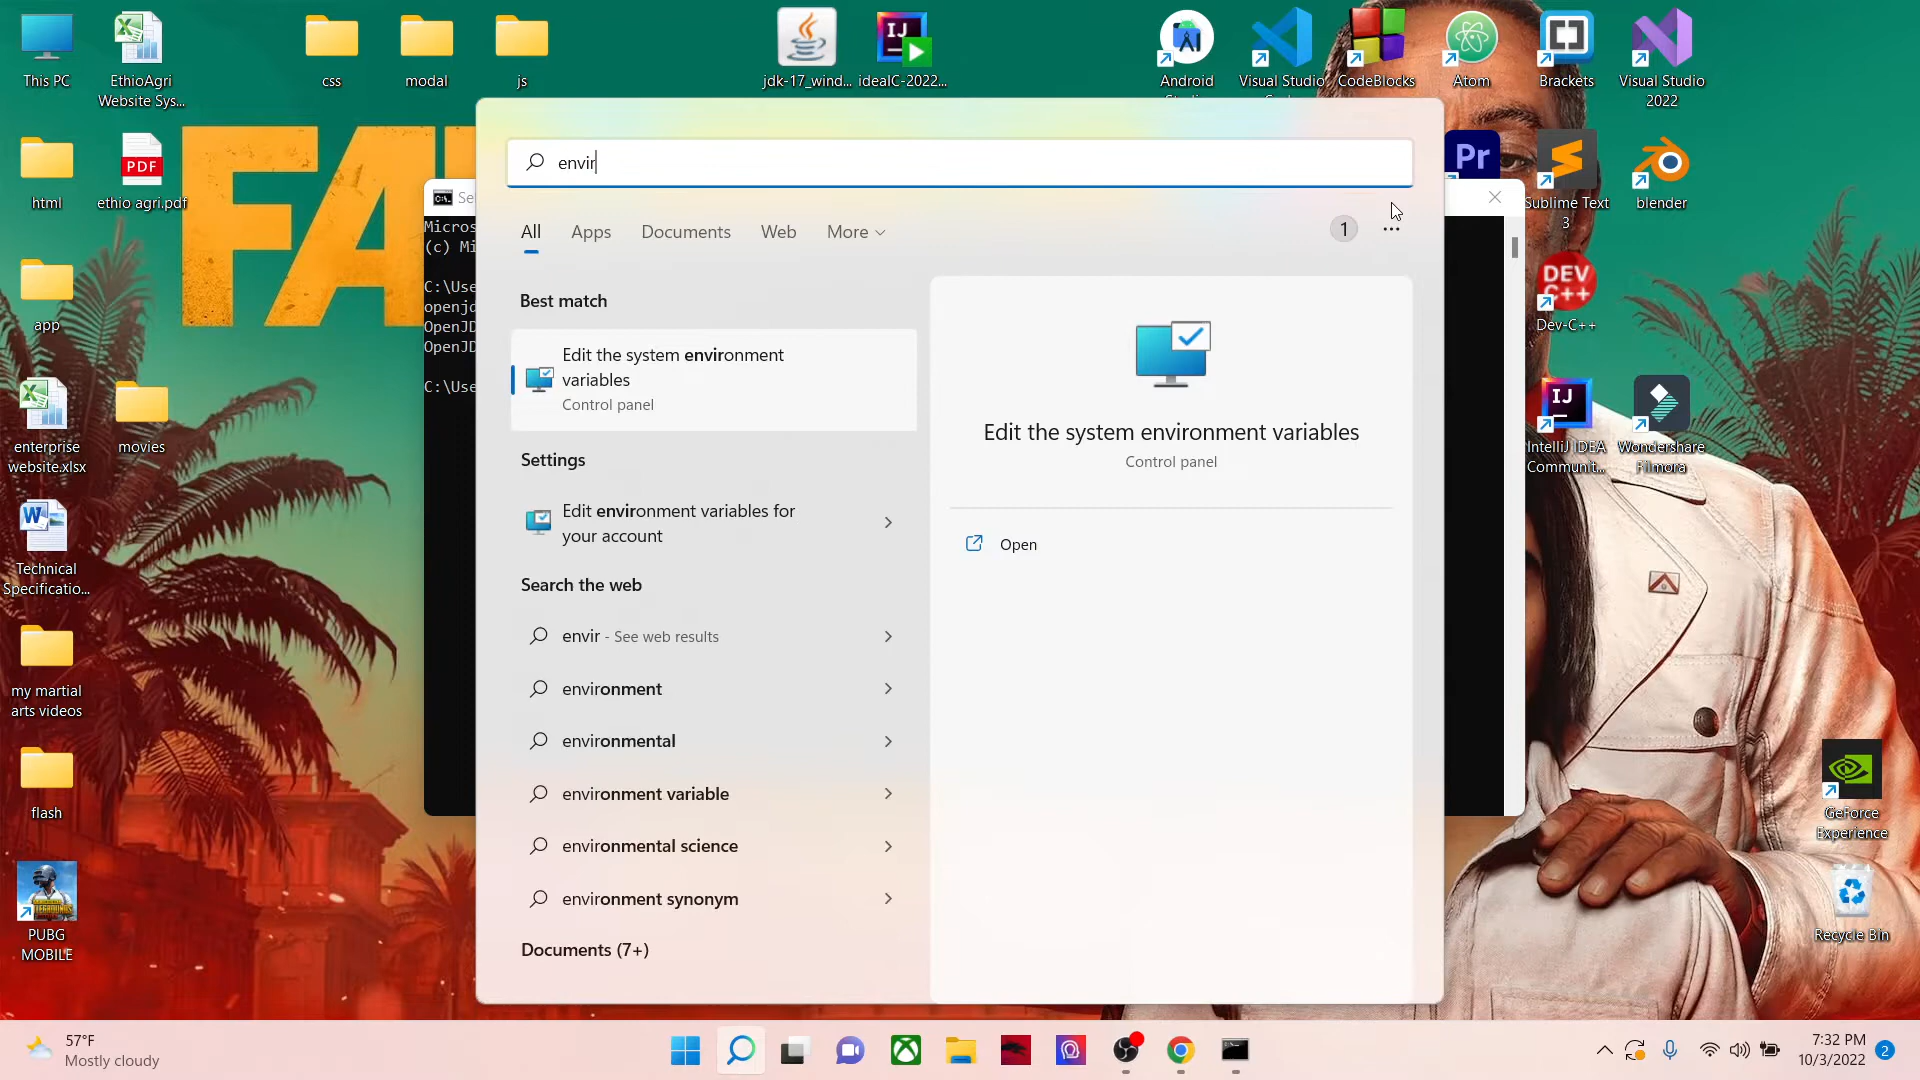 This PC
EthioAgri
Website Sys...
css
modal
js
jdk-17_wind...
idealC-2022...
Android
Visual Studio
CodeBlocks
Atom
Brackets
Visual Studio
2022
html
PDF
ethio agri.pdf
envir
Pr
Sublime Text
3
blender
All
Apps
Documents
Web
More
1
Micros
(c) Mi
C:\Use
openjd
OpenJD
OpenJD
C:\Use
Best match
Edit the system environment
variables
Control panel
Edit the system environment variables
Control panel
Open
Settings
Edit environment variables for
your account
Search the web
envir - See web results
environment
environmental
environment variable
environmental science
environment synonym
Documents (7+)
app
DEV
C++
Dev-C++
enterprise
website.xlsx
movies
IJ
IntelliJ IDEA
Communit...
Wondershare
Filmora
Technical
Specificatio...
my martial
arts videos
flash
GeForce
Experience
PUBG
MOBILE
Recycle Bin
57°F
Mostly cloudy
7:32 PM
10/3/2022
2